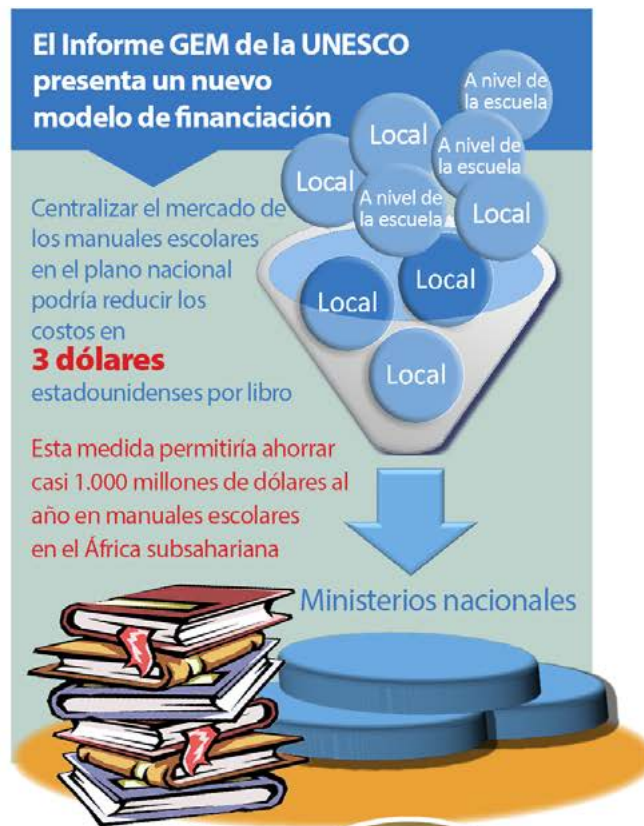 El Informe GEM de la UNESCO
presenta un nuevo
modelo de financiación
A nivel de
la escuela
Local
A nivel de
la escuela
Local
A nivel de
la escuela
Local
Centralizar el mercado de
los manuales escolares
en el plano nacional
podría reducir los
costos en
3 dólares
estadounidenses por libro
Local
Local
Local
Esta medida permitiría ahorrar
casi 1.000 millones de dólares al
año en manuales escolares
en el África subsahariana
Ministerios nacionales